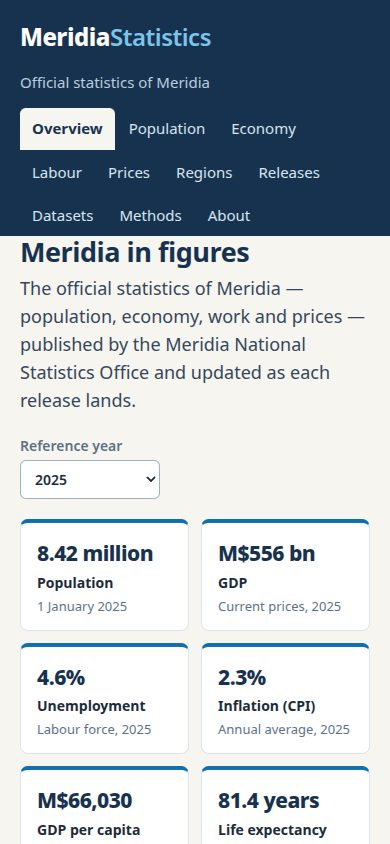 MeridiaStatistics
Official statistics of Meridia
Overview Population Economy
Labour Prices Regions Releases
Datasets Methods About
Meridia in figures
The official statistics of Meridia —
population, economy, work and prices —
published by the Meridia National
Statistics Office and updated as each
release lands.
Reference year
2025
8.42 million
Population
1 January 2025
M$556 bn
GDP
Current prices, 2025
4.6%
Unemployment
Labour force, 2025
2.3%
Inflation (CPI)
Annual average, 2025
M$66,030
GDP per capita
81.4 years
Life expectancy